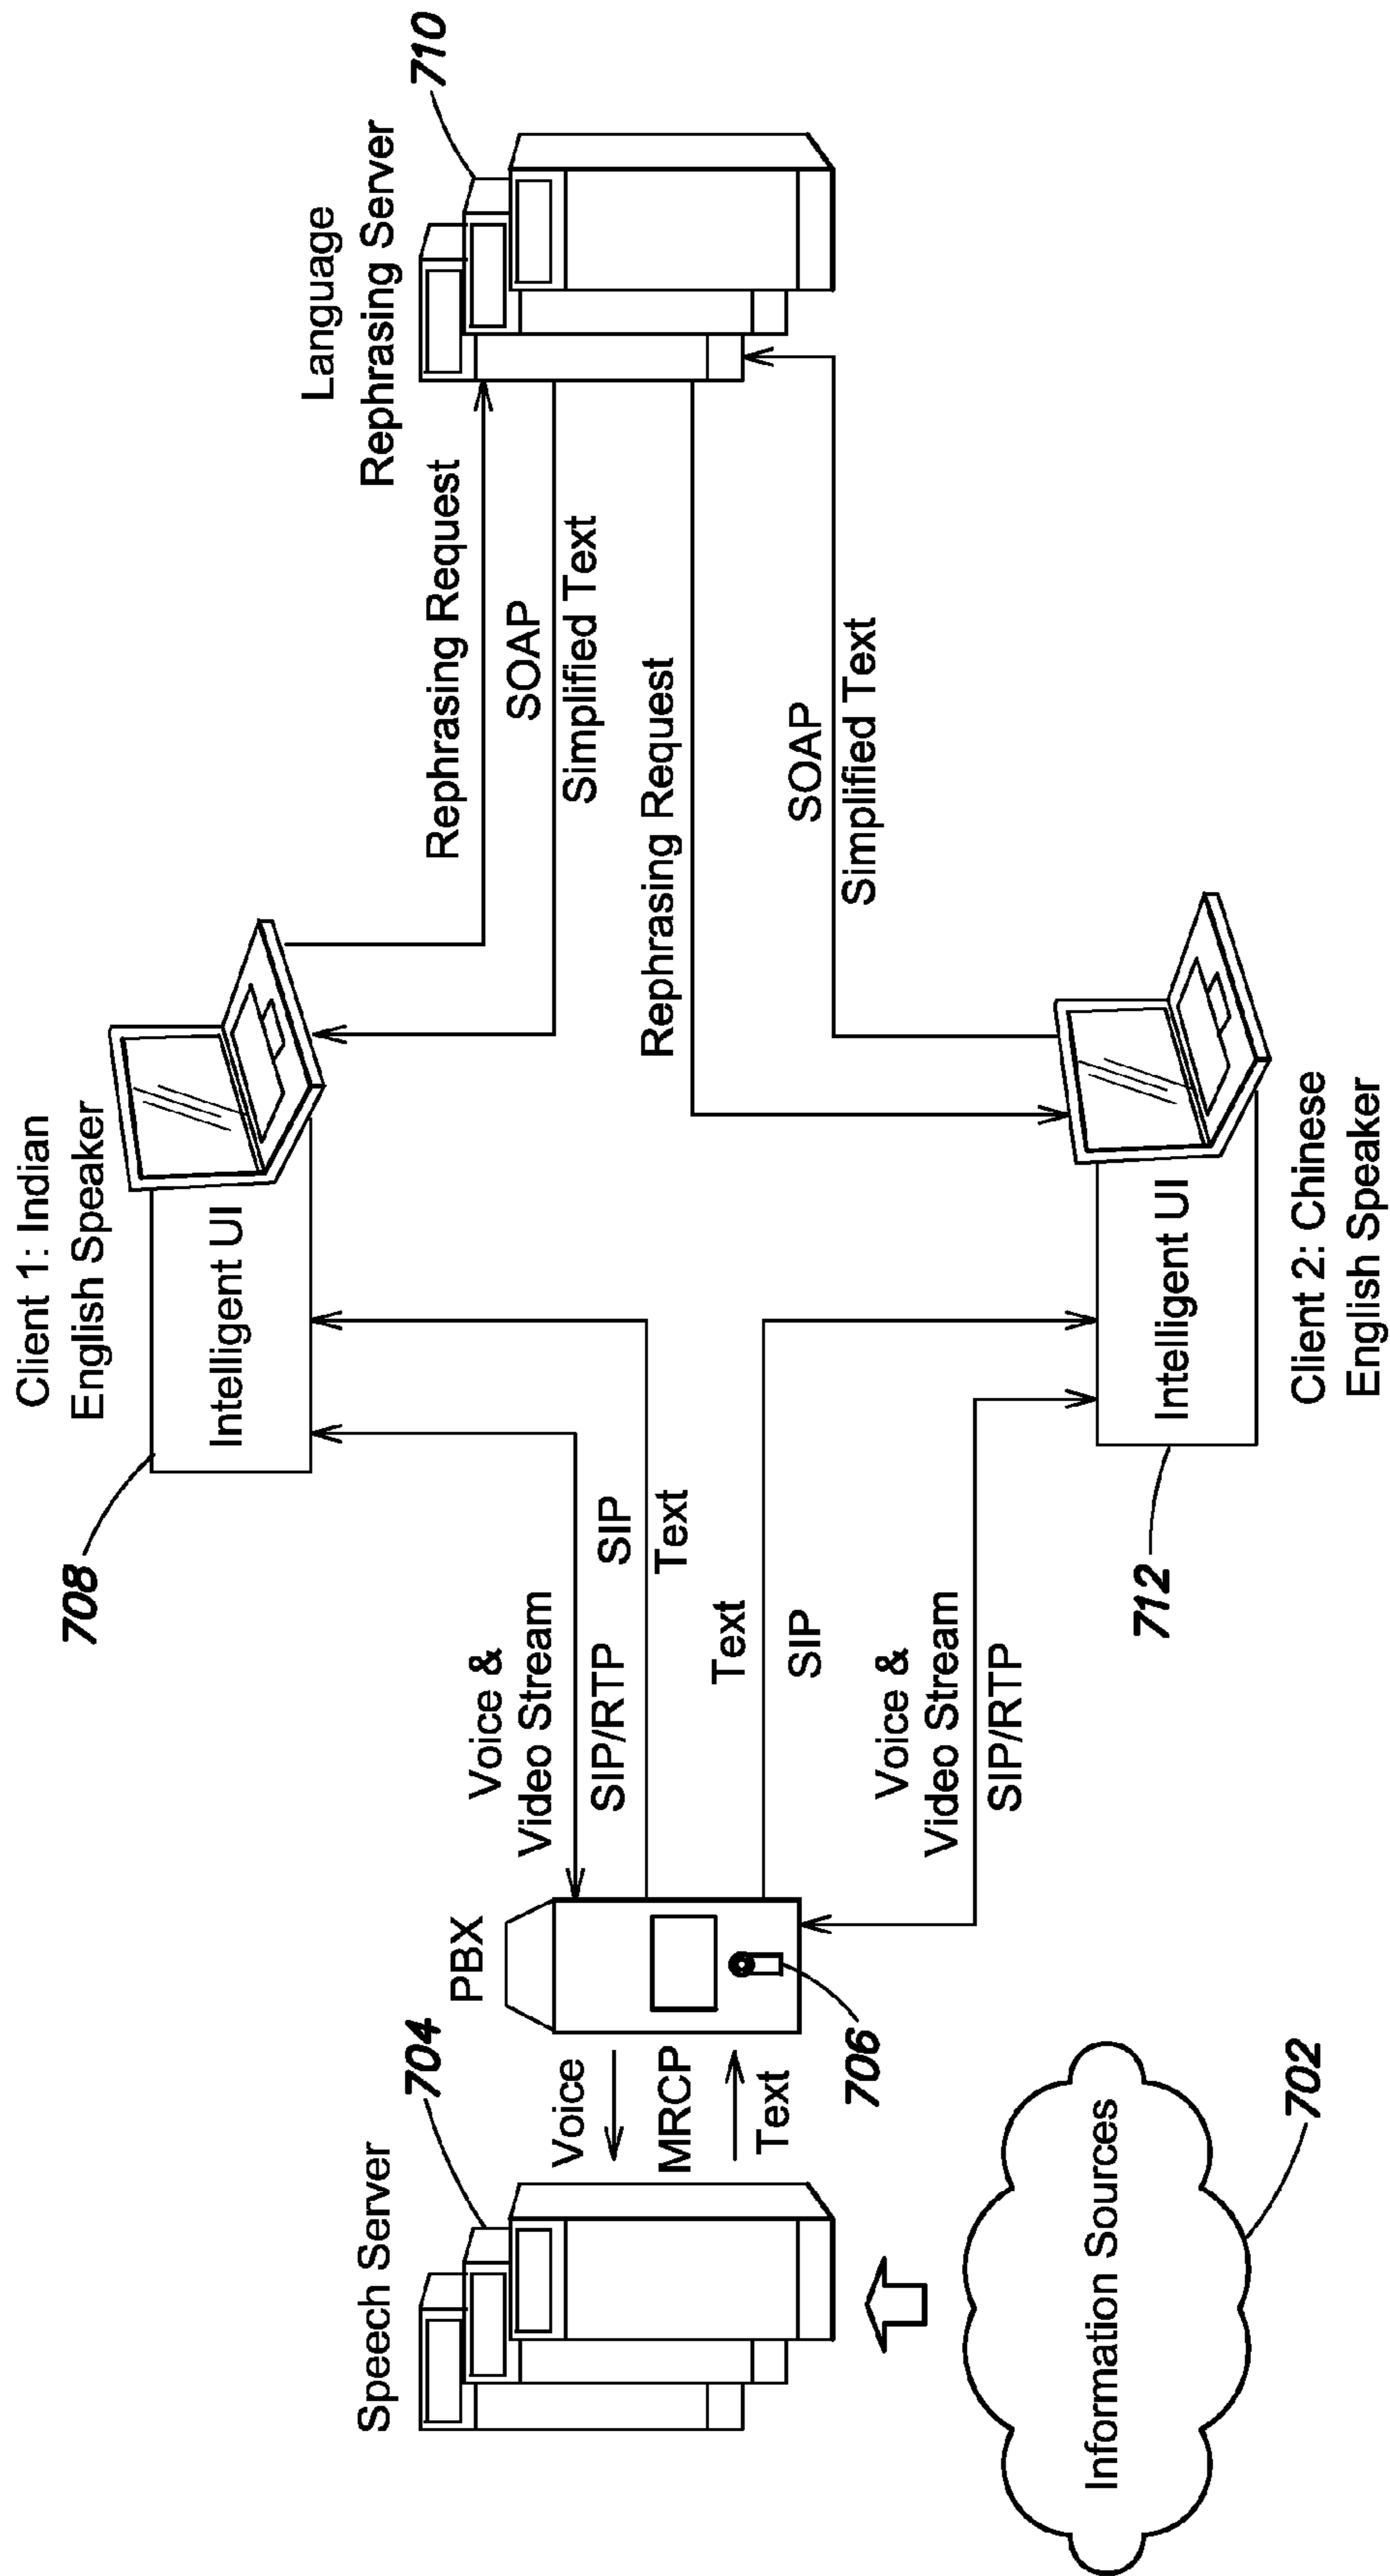 Client 1: Indian
English Speaker
708
Intelligent UI
Language
Rephrasing Server
710
Speech Server
704
PBX
Voice &
Video Stream
SIP/RTP
SIP
Text
Rephrasing Request
SOAP
Simplified Text
Voice
MRCP
Text
706
Text
SIP
Rephrasing Request
Voice &
Video Stream
SIP/RTP
SOAP
Simplified Text
Information Sources
702
712
Intelligent UI
Client 2: Chinese
English Speaker